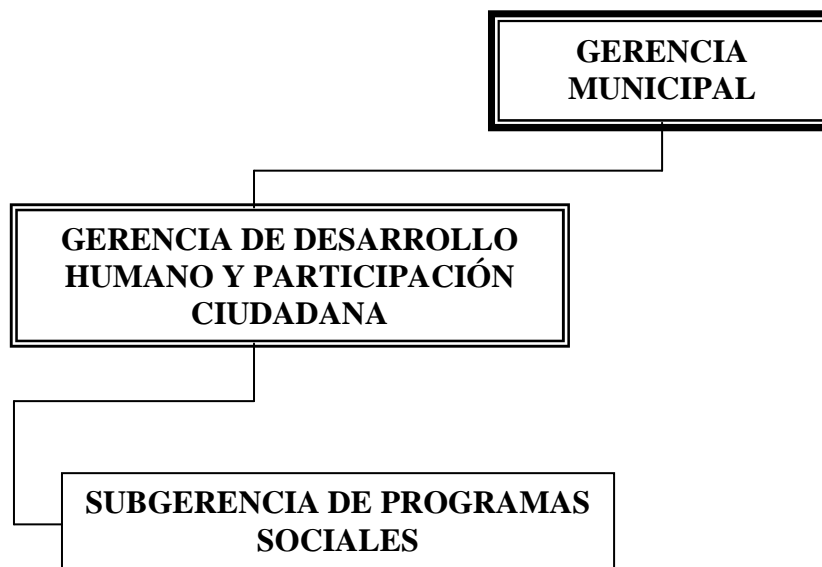 GERENCIA
MUNICIPAL
GERENCIA DE DESARROLLO
HUMANO Y PARTICIPACIÓN
CIUDADANA
SUBGERENCIA DE PROGRAMAS
SOCIALES